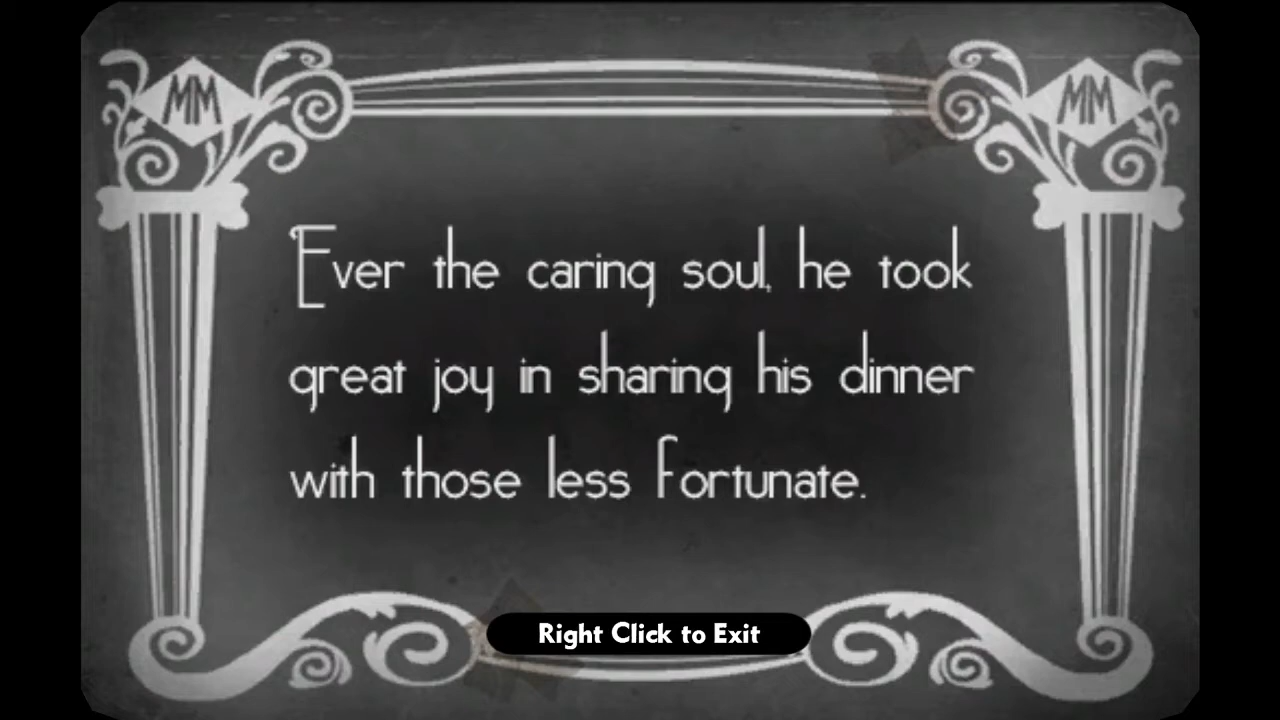 MM MM
Ever the caring soul, he took
great joy in sharing his dinner
with those less fortunate.
Right Click to Exit